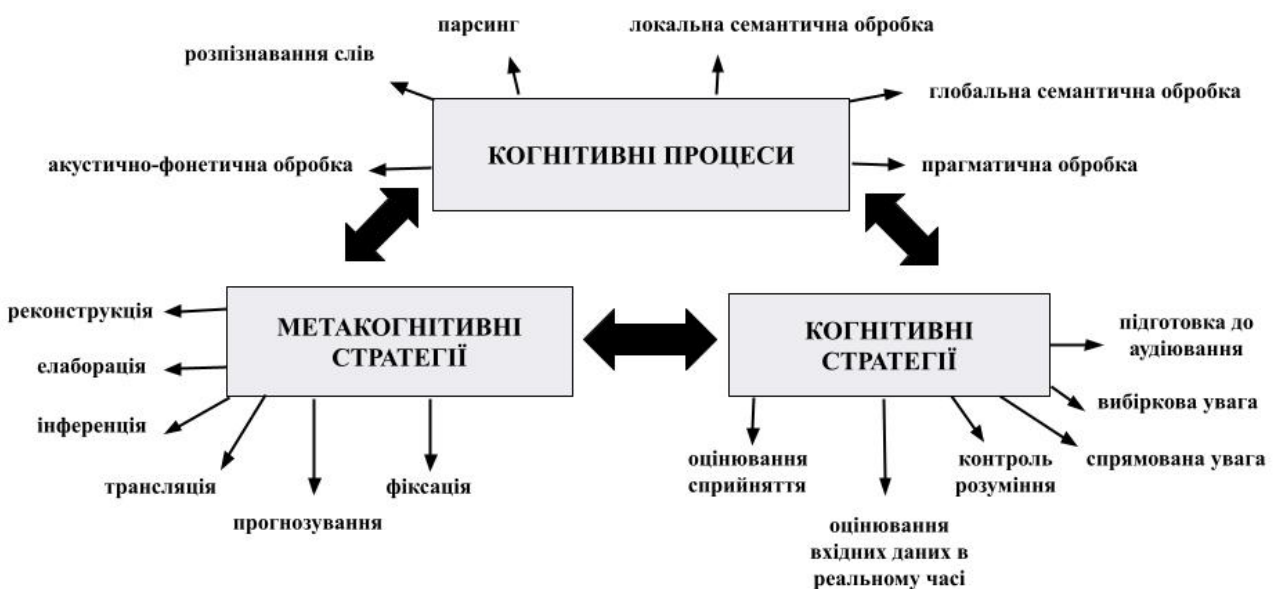 парсинг
локальна семантична обробка
розпізнавання слів
глобальна семантична обробка
КОГНІТИВНІ ПРОЦЕСИ
акустично-фонетична обробка
прагматична обробка
реконструкція
МЕТАКОГНІТИВНІ
СТРАТЕГІЇ
елаборація
інференція
трансляція
прогнозування
фіксація
КОГНІТИВНІ
СТРАТЕГІЇ
підготовка до
аудіювання
вибіркова увага
спрямована увага
контроль
розуміння
оцінювання
сприйняття
оцінювання
вхідних даних в
реальному часі